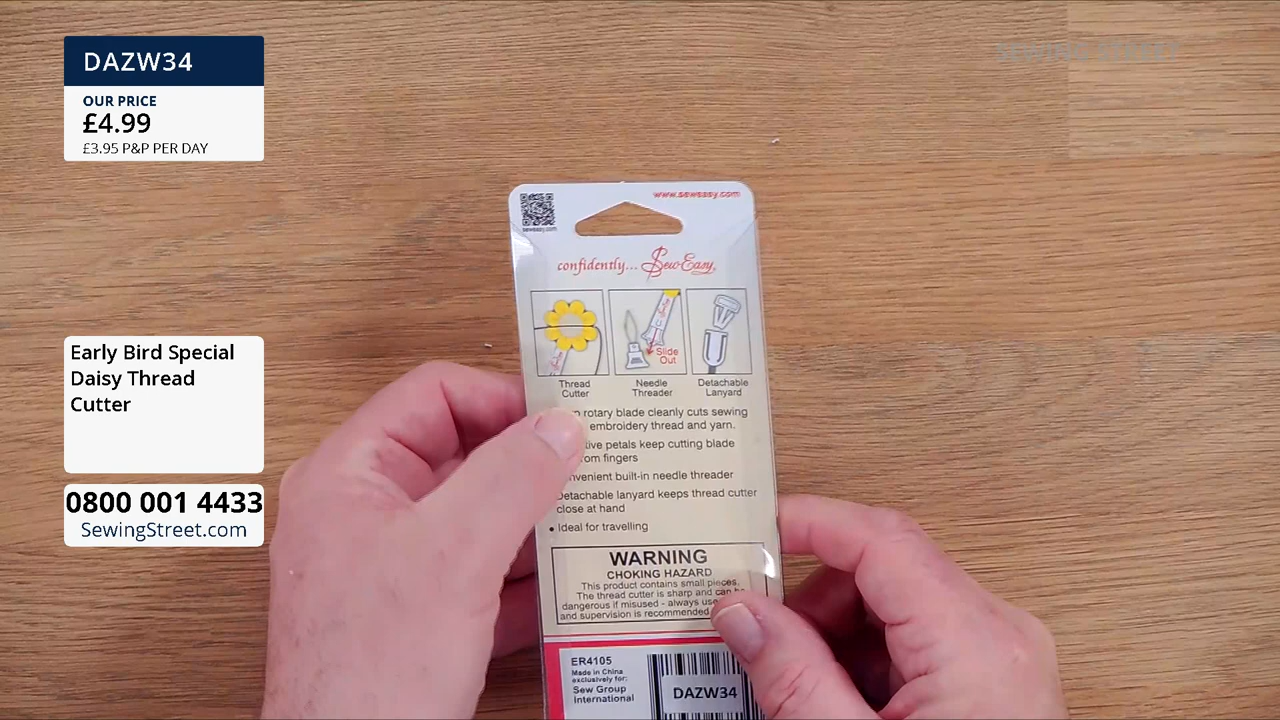 DAZW34
OUR PRICE
£4.99
£3.95 P&P PER DAY
SEWING STREET
Early Bird Special
Daisy Thread
Cutter
0800 001 4433
SewingStreet.com
www.seweasy.com
seweasy.com
confidently... Sew Easy
Slide
Out
Thread
Cutter
Needle
Threader
Detachable
Lanyard
rotary blade cleanly cuts sewing
embroidery thread and yarn.
petals keep cutting blade
from fingers
built-in needle threader
Detachable lanyard keeps thread cutter
close at hand
• Ideal for travelling
WARNING
CHOKING HAZARD
This product contains small pieces.
The thread cutter is sharp and can be
dangerous if misused - always use
and supervision is recommended
ER4105
Made in China
exclusively for:
Sew Group
International
DAZW34